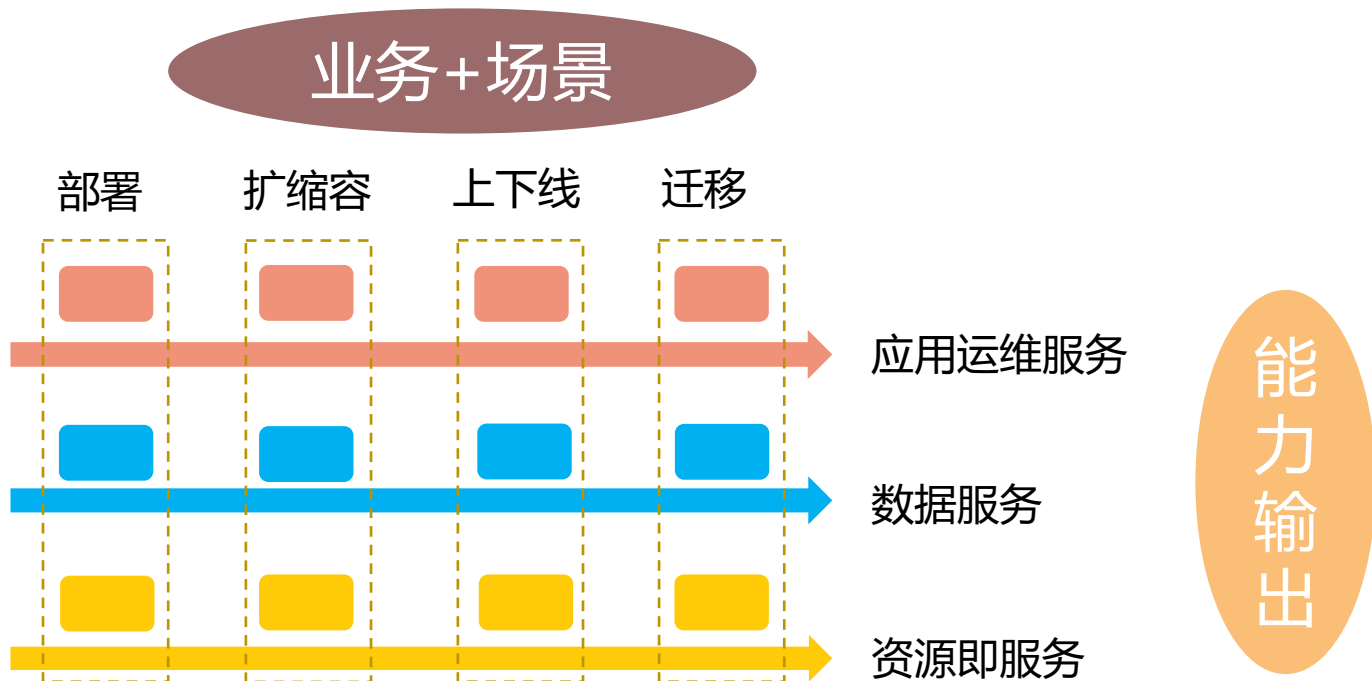 业务+场景
部署 扩缩容 上下线 迁移
应用运维服务
数据服务
资源即服务
能力输出